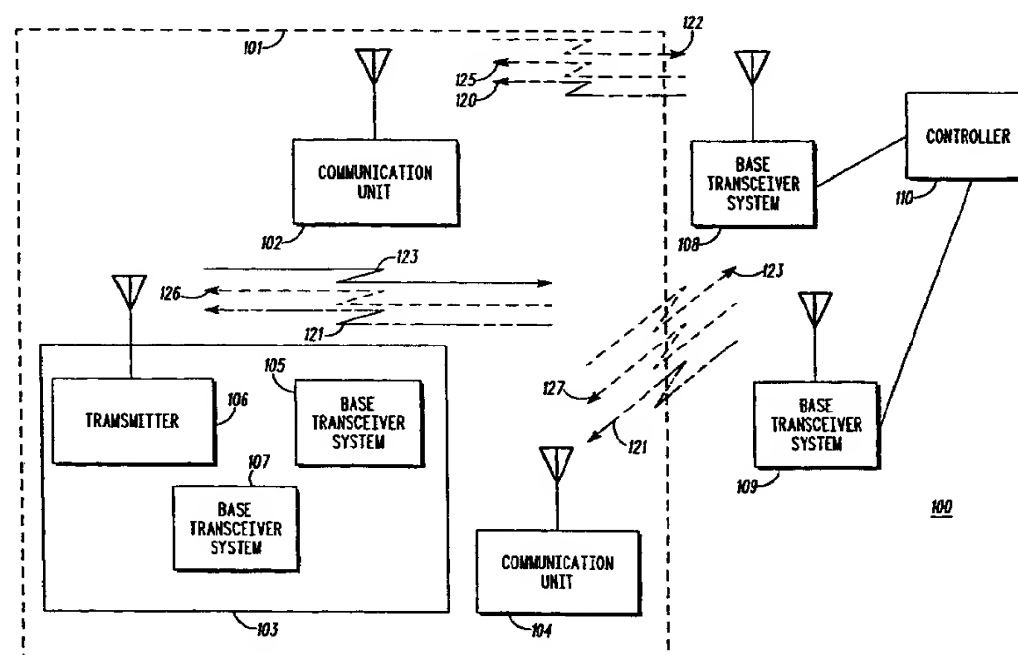 101
122
125
120
COMMUNICATION
UNIT
102
BASE
TRANSCEIVER
SYSTEM
108
CONTROLLER
110
123
126
121
123
127
121
105
TRAMSMITTER
106
BASE
TRANSCEIVER
SYSTEM
107
BASE
TRANSCEIVER
SYSTEM
103
COMMUNICATION
UNIT
104
BASE
TRANSCEIVER
SYSTEM
109
100